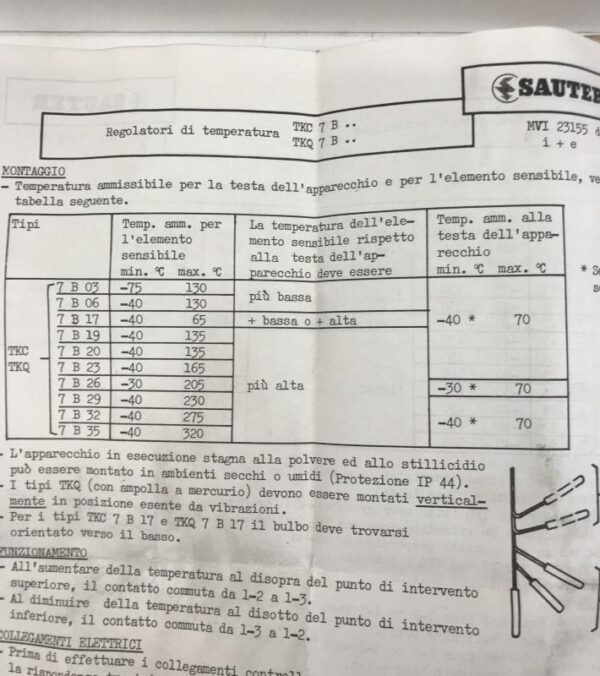 SAUTER
Regolatori di temperatura TKC 7 B ..
TKQ 7 B ..
MVI 23155
i + e
MONTAGGIO
- Temperatura ammissibile per la testa dell'apparecchio e per l'elemento sensibile,
tabella seguente.
Tipi
Temp. amm. per
l'elemento
sensibile
min. °C max. °C
La temperatura dell'ele-
mento sensibile rispetto
alla testa dell'ap-
parecchio deve essere
Temp. amm. alla
testa dell'appa-
recchio
min. °C max. °C
TKC
TKQ
7 B 03 -75 130
7 B 06 -40 130
7 B 17 -40 65
7 B 19 -40 135
7 B 20 -40 135
7 B 23 -40 165
7 B 26 -30 205
7 B 29 -40 230
7 B 32 -40 275
7 B 35 -40 320
più bassa
+ bassa o + alta
più alta
-40 * 70
-30 * 70
-40 * 70
*
- L'apparecchio in esecuzione stagna alla polvere ed allo stillicidio
può essere montato in ambienti secchi o umidi (Protezione IP 44).
- I tipi TKQ (con ampolla a mercurio) devono essere montati vertical-
mente in posizione esente da vibrazioni.
- Per i tipi TKC 7 B 17 e TKQ 7 B 17 il bulbo deve trovarsi
orientato verso il basso.
FUNZIONAMENTO
- All'aumentare della temperatura al disopra del punto di intervento
superiore, il contatto commuta da 1-2 a 1-3.
- Al diminuire della temperatura al disotto del punto di intervento
inferiore, il contatto commuta da 1-3 a 1-2.
COLLEGAMENTI ELETTRICI
- Prima di effettuare i collegamenti